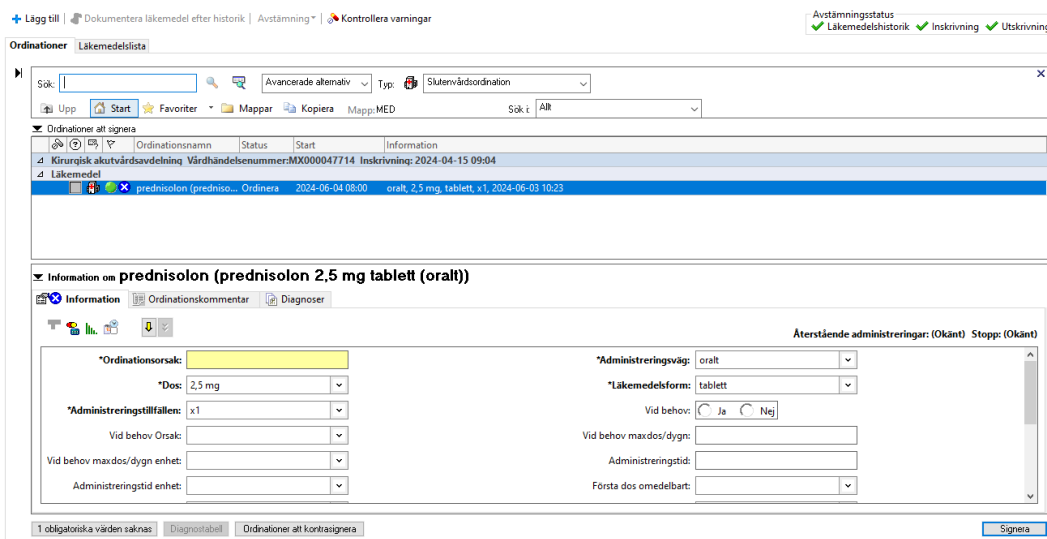 Lägg till Dokumentera läkemedel efter historik Avstämning Kontrollera varningar
Avstämningsstatus
Läkemedelshistorik Inskrivning Utskrivning
Ordinationer Läkemedelslista
Sök: Avancerade alternativ Typ: Slutenvårdsordination
Upp Start Favoriter Mappar Kopiera Mapp: MED Sök i: Allt
Ordinationer att signera
Ordinationsnamn Status Start Information
Kirurgisk akutvårdsavdelning Vårdhändelsenummer:MX000047714 Inskrivning: 2024-04-15 09:04
Läkemedel
prednisolon (predniso... Ordinera 2024-06-04 08:00 oralt, 2,5 mg, tablett, x1, 2024-06-03 10:23
Information om prednisolon (prednisolon 2,5 mg tablett (oralt))
Information Ordinationskommentar Diagnoser
Återstående administreringar: (Okänt) Stopp: (Okänt)
*Ordinationsorsak: *Administreringsväg: oralt
*Dos: 2,5 mg *Läkemedelsform: tablett
*Administreringstillfällen: x1 Vid behov: Ja Nej
Vid behov Orsak: Vid behov maxdos/dygn:
Vid behov maxdos/dygn enhet: Administreringstid:
Administreringstid enhet: Första dos omedelbart:
1 obligatoriska värden saknas Diagnostabell Ordinationer att kontrasignera Signera